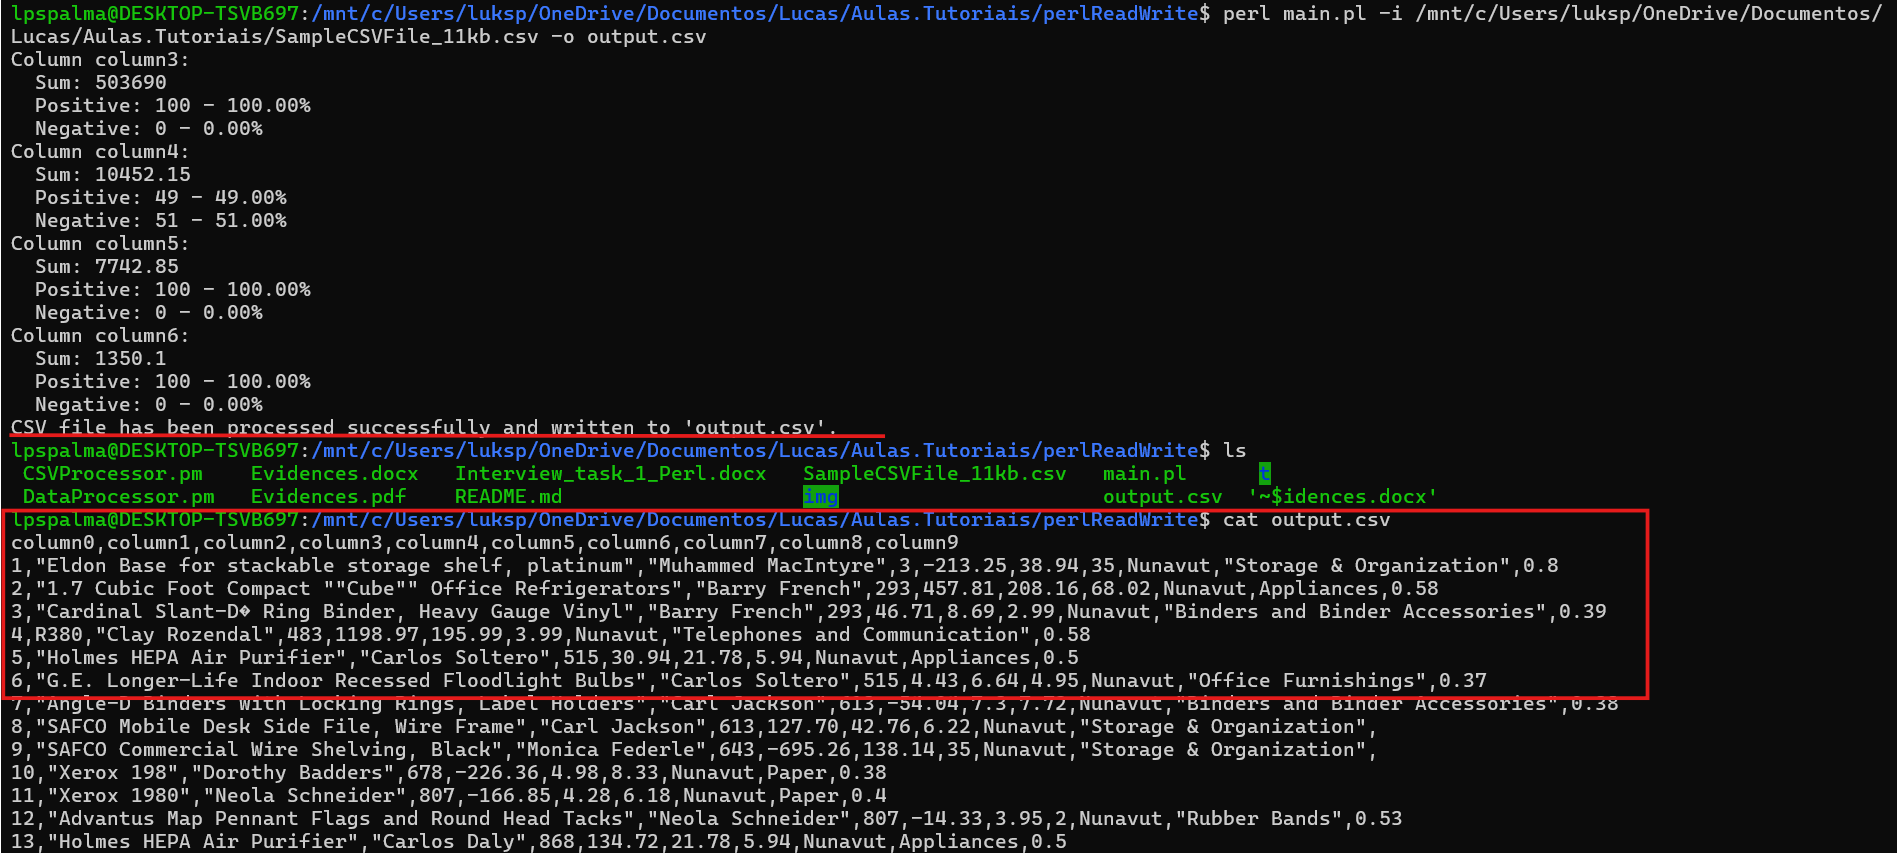 lpspalma@DESKTOP-TSVB697:/mnt/c/Users/luksp/OneDrive/Documentos/Lucas/Aulas.Tutoriais/perlReadWrite$ perl main.pl -i /mnt/c/Users/luksp/OneDrive/Documentos/
Lucas/Aulas.Tutoriais/SampleCSVFile_11kb.csv -o output.csv
Column column3:
  Sum: 503690
  Positive: 100 - 100.00%
  Negative: 0 - 0.00%
Column column4:
  Sum: 10452.15
  Positive: 49 - 49.00%
  Negative: 51 - 51.00%
Column column5:
  Sum: 7742.85
  Positive: 100 - 100.00%
  Negative: 0 - 0.00%
Column column6:
  Sum: 1350.1
  Positive: 100 - 100.00%
  Negative: 0 - 0.00%
CSV file has been processed successfully and written to 'output.csv'.
lpspalma@DESKTOP-TSVB697:/mnt/c/Users/luksp/OneDrive/Documentos/Lucas/Aulas.Tutoriais/perlReadWrite$ ls
 CSVProcessor.pm    Evidences.docx   Interview_task_1_Perl.docx   SampleCSVFile_11kb.csv   main.pl      t
 DataProcessor.pm   Evidences.pdf    README.md                    img                      output.csv  '~$idences.docx'
lpspalma@DESKTOP-TSVB697:/mnt/c/Users/luksp/OneDrive/Documentos/Lucas/Aulas.Tutoriais/perlReadWrite$ cat output.csv
column0,column1,column2,column3,column4,column5,column6,column7,column8,column9
1,"Eldon Base for stackable storage shelf, platinum","Muhammed MacIntyre",3,-213.25,38.94,35,Nunavut,"Storage & Organization",0.8
2,"1.7 Cubic Foot Compact ""Cube"" Office Refrigerators","Barry French",293,457.81,208.16,68.02,Nunavut,Appliances,0.58
3,"Cardinal Slant-D� Ring Binder, Heavy Gauge Vinyl","Barry French",293,46.71,8.69,2.99,Nunavut,"Binders and Binder Accessories",0.39
4,R380,"Clay Rozendal",483,1198.97,195.99,3.99,Nunavut,"Telephones and Communication",0.58
5,"Holmes HEPA Air Purifier","Carlos Soltero",515,30.94,21.78,5.94,Nunavut,Appliances,0.5
6,"G.E. Longer-Life Indoor Recessed Floodlight Bulbs","Carlos Soltero",515,4.43,6.64,4.95,Nunavut,"Office Furnishings",0.37
7,"Angle-D Binders with Locking Rings, Label Holders","Carl Jackson",613,-54.04,7.3,7.72,Nunavut,"Binders and Binder Accessories",0.38
8,"SAFCO Mobile Desk Side File, Wire Frame","Carl Jackson",613,127.70,42.76,6.22,Nunavut,"Storage & Organization",
9,"SAFCO Commercial Wire Shelving, Black","Monica Federle",643,-695.26,138.14,35,Nunavut,"Storage & Organization",
10,"Xerox 198","Dorothy Badders",678,-226.36,4.98,8.33,Nunavut,Paper,0.38
11,"Xerox 1980","Neola Schneider",807,-166.85,4.28,6.18,Nunavut,Paper,0.4
12,"Advantus Map Pennant Flags and Round Head Tacks","Neola Schneider",807,-14.33,3.95,2,Nunavut,"Rubber Bands",0.53
13,"Holmes HEPA Air Purifier","Carlos Daly",868,134.72,21.78,5.94,Nunavut,Appliances,0.5